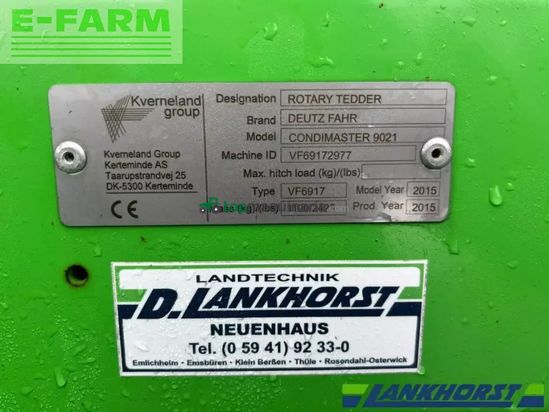 E-FARM
Kverneland
group
Kverneland Group
Kerteminde AS
Taarupstrandvej 25
DK-5300 Kerteminde
CE
Designation ROTARY TEDDER
Brand DEUTZ FAHR
Model CONDIMASTER 9021
Machine ID VF69172977
Max. hitch load (kg)/(lbs)
Type VF6917 Model Year 2015
(kg)/(lbs) Prod. Year 2015
LANDTECHNIK
D. LANKHORST
NEUENHAUS
Tel. (0 59 41) 92 33-0
Emlichheim - Emsbüren - Klein Berßen - Thüle - Rosendahl-Osterwick
LANKHORST